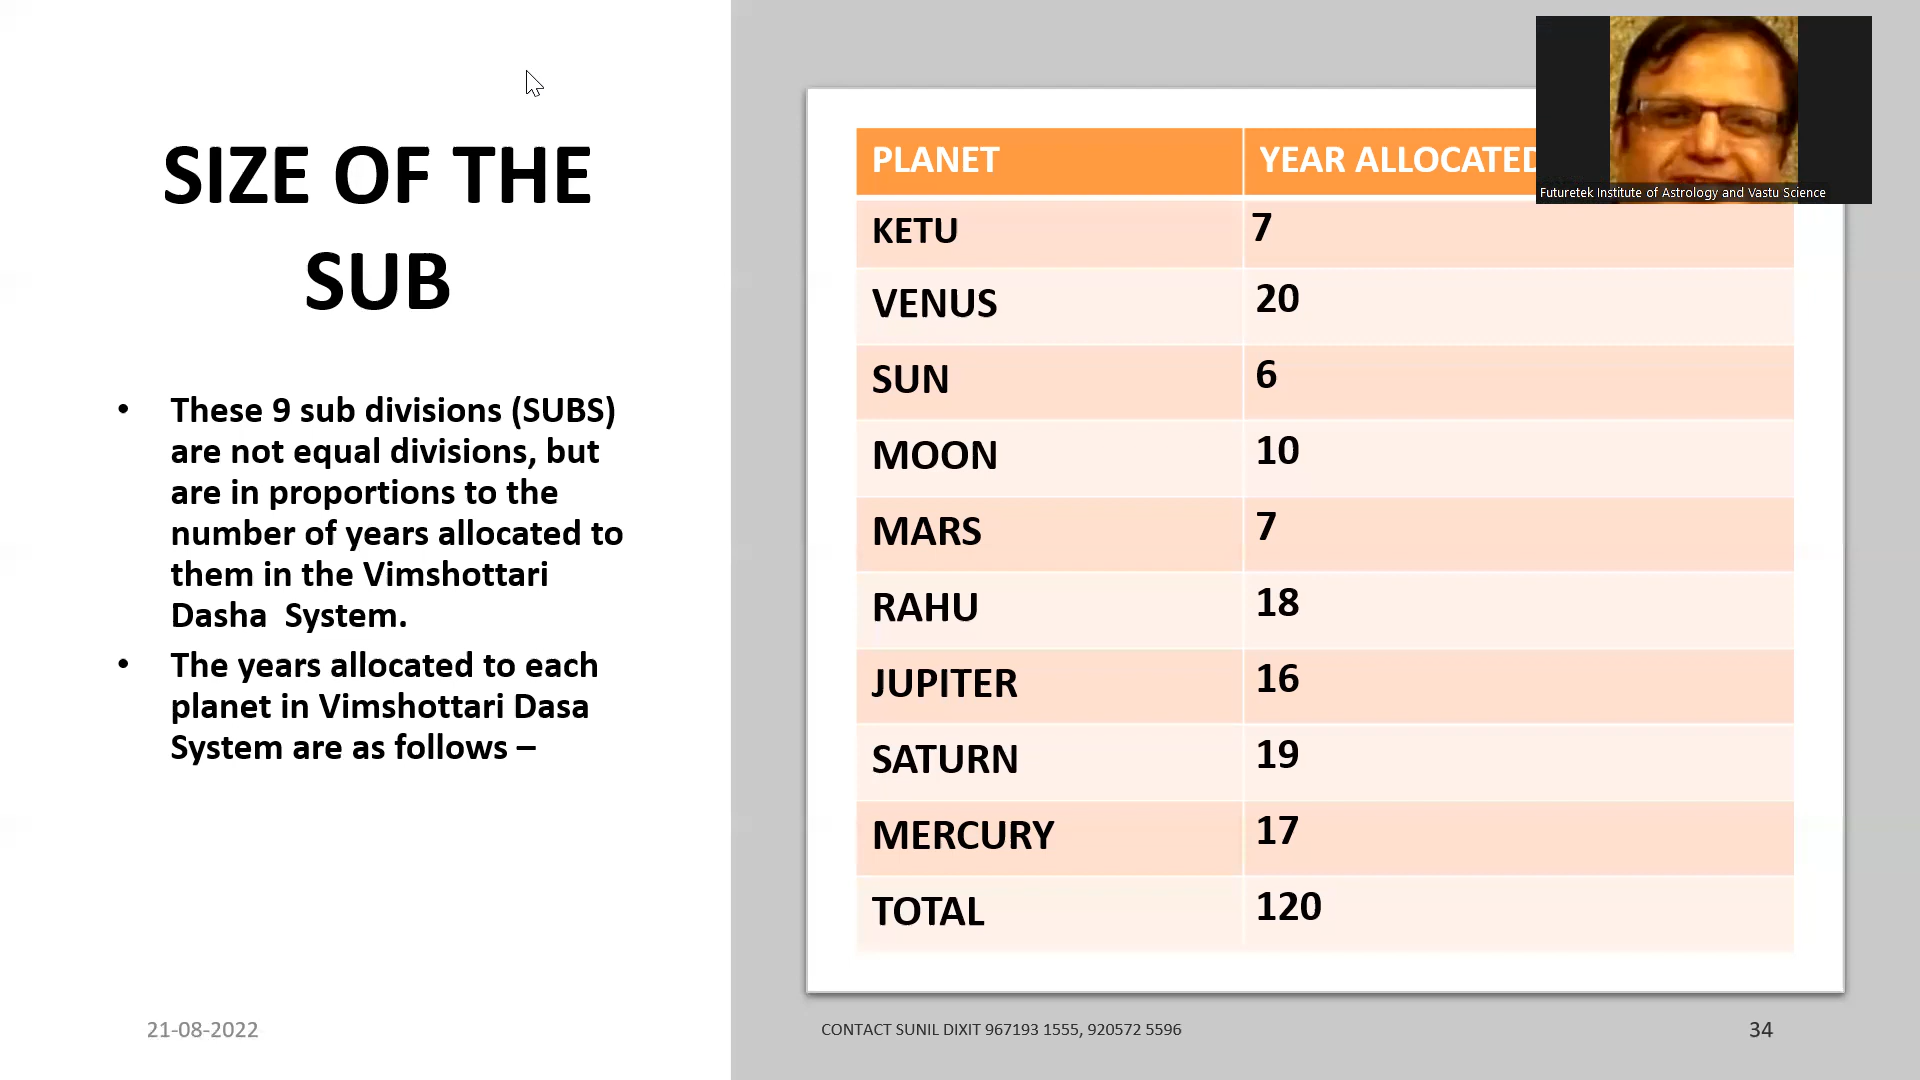 SIZE OF THE
SUB
• These 9 sub divisions (SUBS)
are not equal divisions, but
are in proportions to the
number of years allocated to
them in the Vimshottari
Dasha  System.
• The years allocated to each
planet in Vimshottari Dasa
System are as follows –
PLANET YEAR ALLOCATED
KETU 7
VENUS 20
SUN 6
MOON 10
MARS 7
RAHU 18
JUPITER 16
SATURN 19
MERCURY 17
TOTAL 120
Futuretek Institute of Astrology and Vastu Science
21-08-2022
CONTACT SUNIL DIXIT 967193 1555, 920572 5596
34